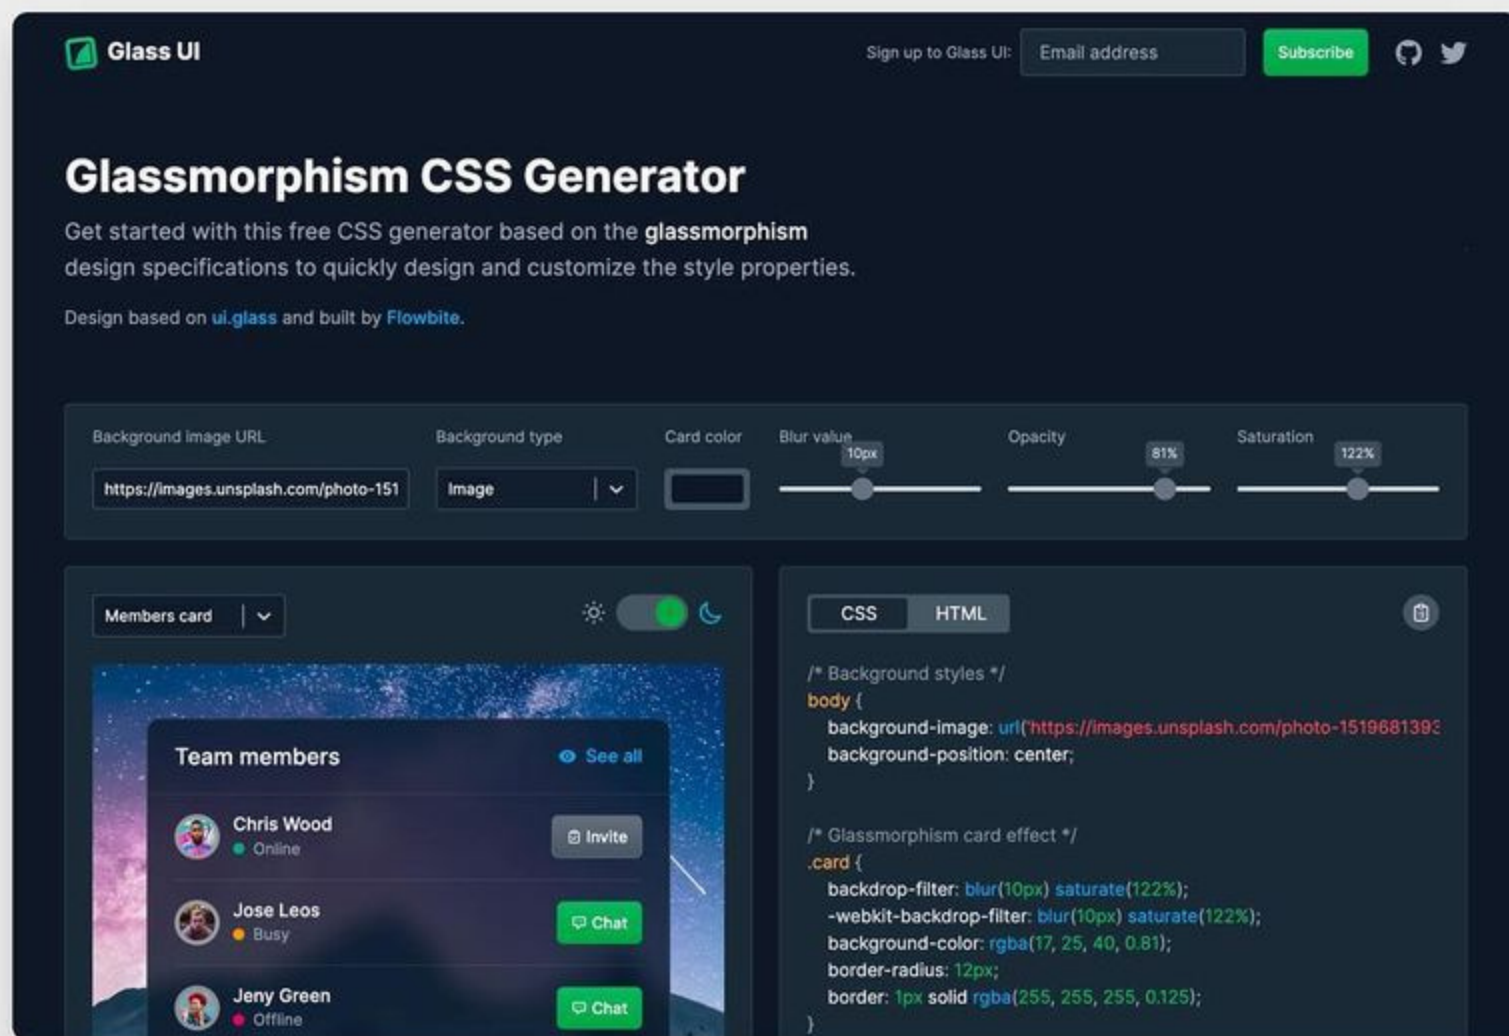 Glass UI
Sign up to Glass UI:
Email address
Subscribe
Glassmorphism CSS Generator
Get started with this free CSS generator based on the glassmorphism
design specifications to quickly design and customize the style properties.
Design based on ui.glass and built by Flowbite.
Background image URL
Background type
Card color
Blur value
Opacity
Saturation
10px
81%
122%
https://images.unsplash.com/photo-151
Image
Members card
CSS
HTML
Team members
See all
Chris Wood
Online
Invite
Jose Leos
Busy
Chat
Jeny Green
Offline
Chat
/* Background styles */
body {
background-image: url('https://images.unsplash.com/photo-1519681393
background-position: center;
}
/* Glassmorphism card effect */
.card {
backdrop-filter: blur(10px) saturate(122%);
-webkit-backdrop-filter: blur(10px) saturate(122%);
background-color: rgba(17, 25, 40, 0.81);
border-radius: 12px;
border: 1px solid rgba(255, 255, 255, 0.125);
}